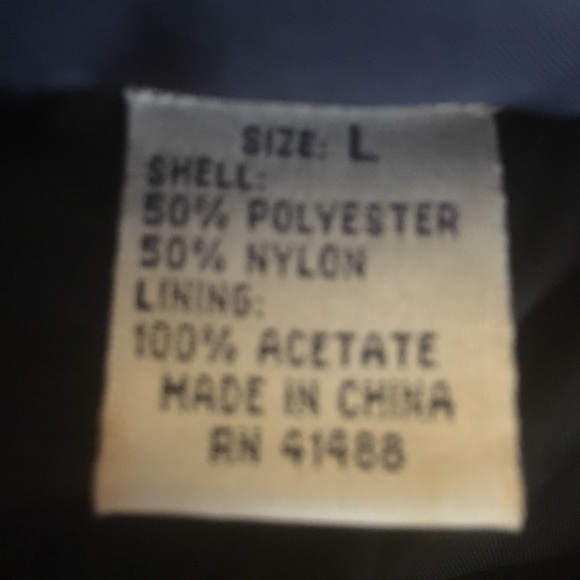 SIZE: L
SHELL:
50% POLYESTER
50% NYLON
LINING:
100% ACETATE
MADE IN CHINA
RN 41488